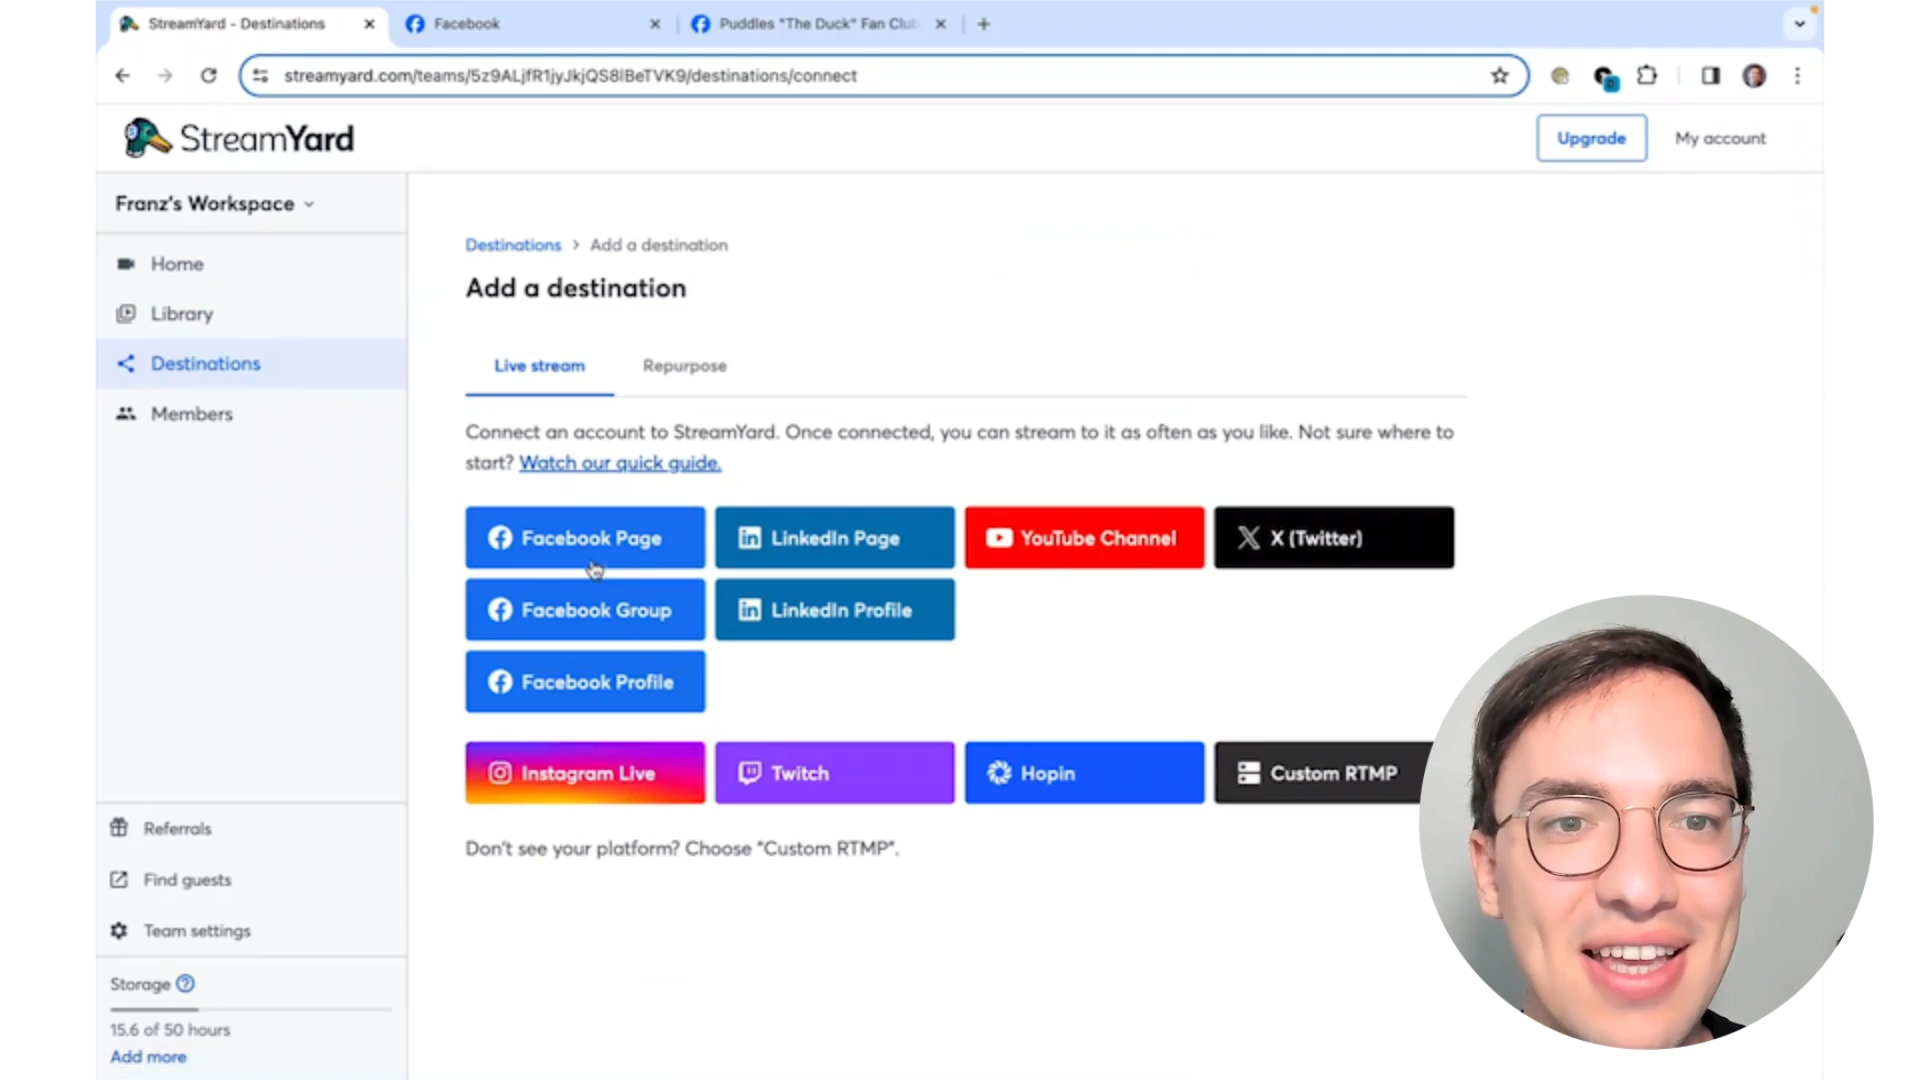 StreamYard - Destinations
Facebook
Puddles "The Duck" Fan Club
streamyard.com/teams/5z9ALjfR1jyJkjQS8lBeTVK9/destinations/connect
StreamYard
Upgrade
My account
Franz's Workspace
Home
Library
Destinations
Members
Referrals
Find guests
Team settings
Storage
15.6 of 50 hours
Add more
Destinations > Add a destination
Add a destination
Live stream
Repurpose
Connect an account to StreamYard. Once connected, you can stream to it as often as you like. Not sure where to
start? Watch our quick guide.
Facebook Page
LinkedIn Page
YouTube Channel
X (Twitter)
Facebook Group
LinkedIn Profile
Facebook Profile
Instagram Live
Twitch
Hopin
Custom RTMP
Don't see your platform? Choose "Custom RTMP".